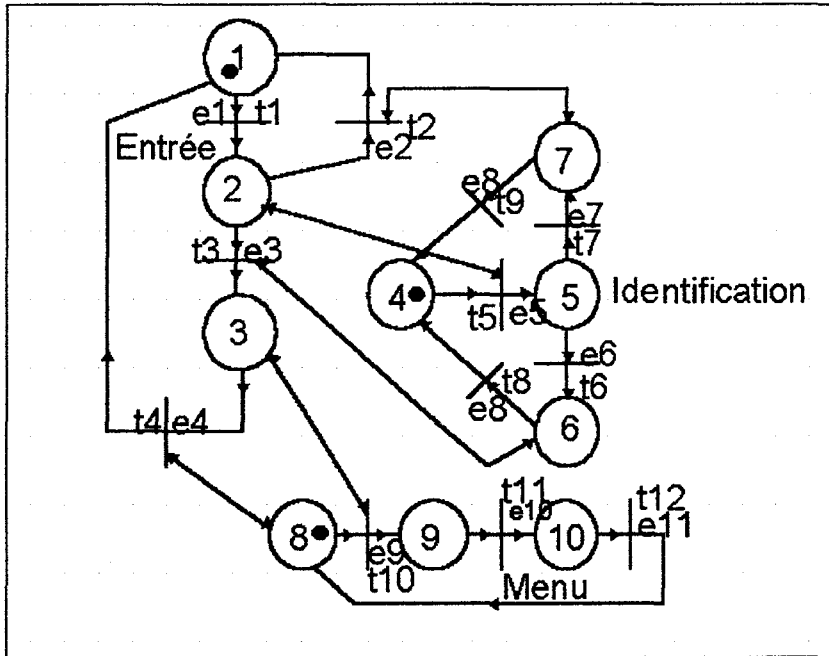 1
e1 t1
t2
e2
Entrée
7
e8
t9
2
e7
t7
t3 e3
4
t5 e5
5
Identification
3
e6
t6
t8
e8
t4 e4
6
t11
e10
t12
e11
8
e9
t10
9
10
Menu